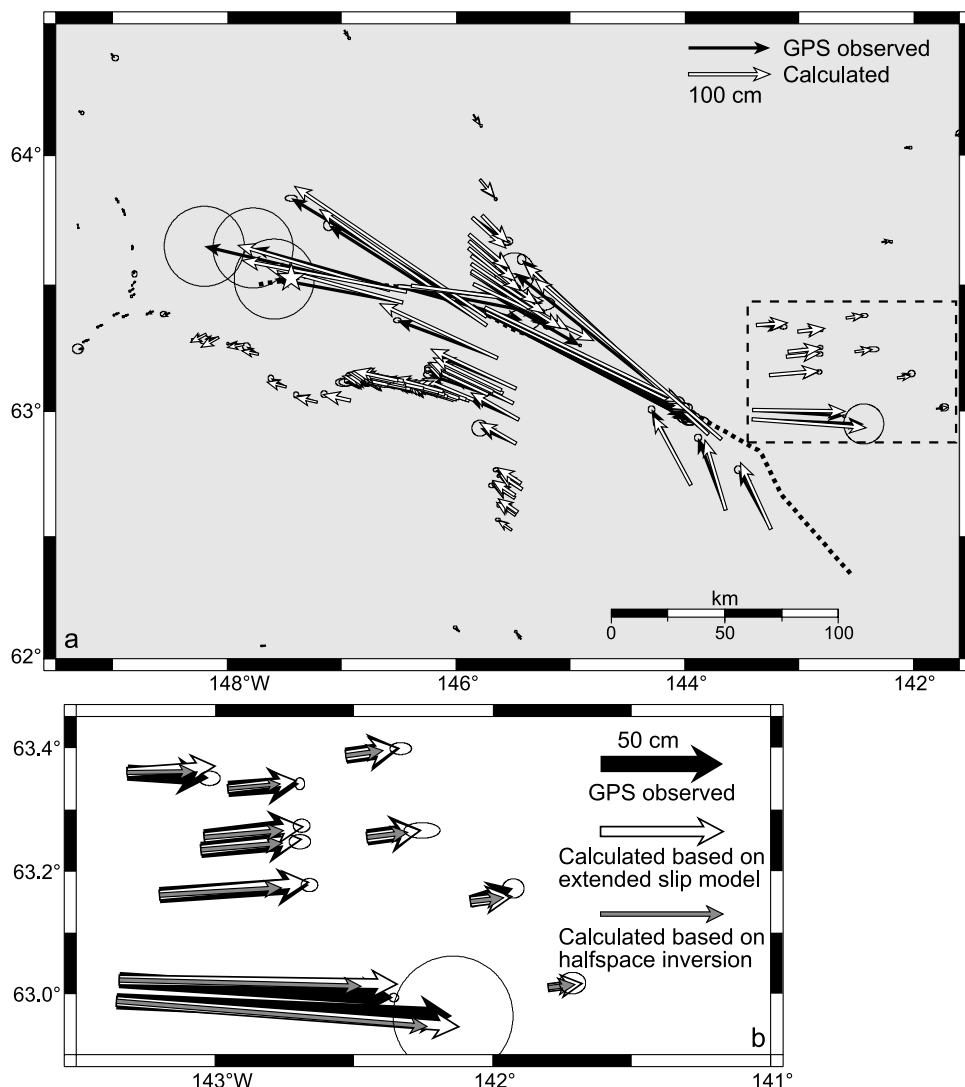 GPS observed
Calculated
100 cm
64°
63°
62°
km
0 50 100
a
148°W 146° 144° 142°
63.4°
63.2°
63.0°
50 cm
GPS observed
Calculated based on
extended slip model
Calculated based on
halfspace inversion
b
143°W 142° 141°